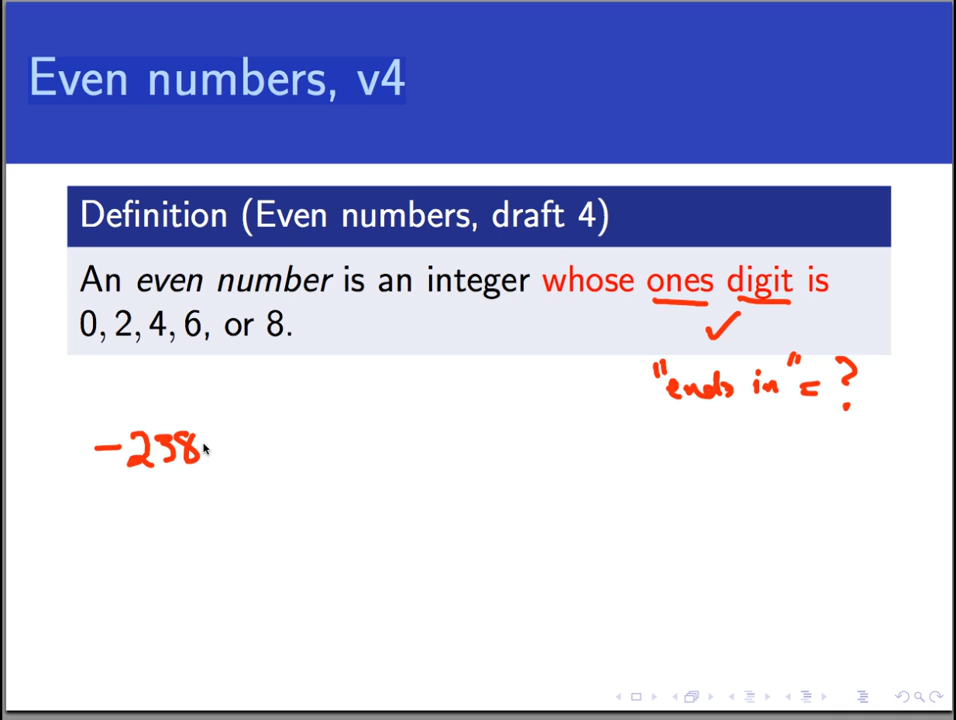 Even numbers, v4
Definition (Even numbers, draft 4)
An even number is an integer whose ones digit is
0, 2, 4, 6, or 8.
"ends in" = ?
-238